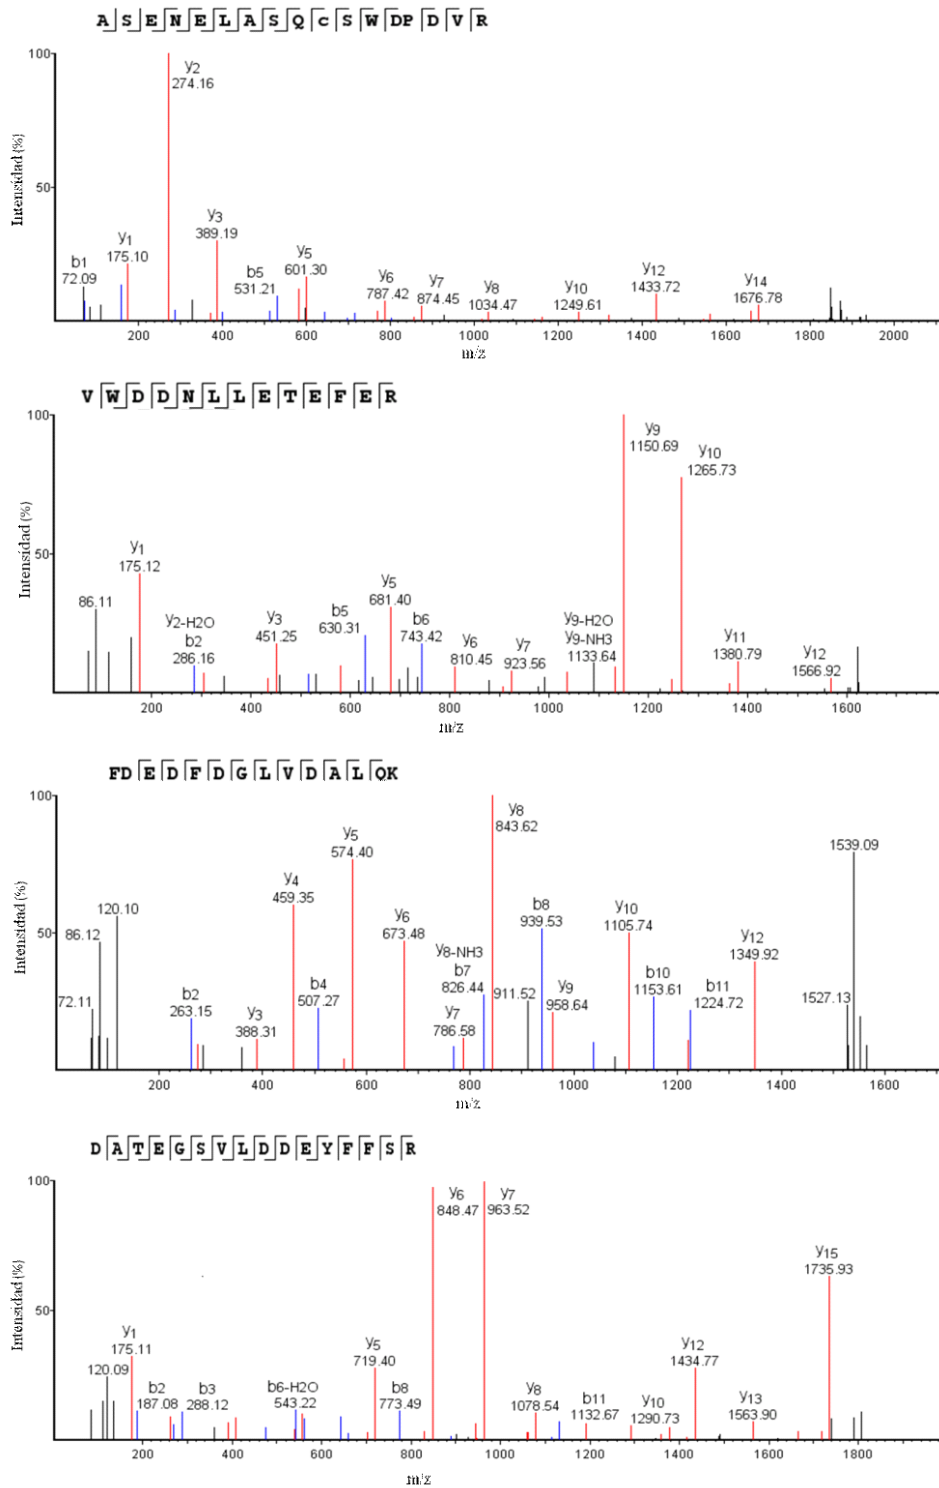 A S E N E L A S Q c S W D P D V R
100
50
Intensidad (%)
b1
72.09
y1
175.10
y2
274.16
y3
389.19
b5
531.21
y5
601.30
y6
787.42
y7
874.45
y8
1034.47
y10
1249.61
y12
1433.72
y14
1676.78
200 400 600 800 1000 1200 1400 1600 1800 2000
m/z
V W D D N L L E T E F E R
100
50
Intensidad (%)
86.11
y1
175.12
y2-H2O
b2
286.16
y3
451.25
b5
630.31
y5
681.40
b6
743.42
y6
810.45
y7
923.56
y9-H2O
y9-NH3
1133.64
y9
1150.69
y10
1265.73
y11
1380.79
y12
1566.92
200 400 600 800 1000 1200 1400 1600
m/z
F D E D F D G L V D A L Q K
100
50
Intensidad (%)
72.11
86.12
120.10
b2
263.15
y3
388.31
y4
459.35
b4
507.27
y5
574.40
y6
673.48
y7
786.58
y8-NH3
b7
826.44
y8
843.62
911.52
b8
939.53
y9
958.64
y10
1105.74
b10
1153.61
b11
1224.72
y12
1349.92
1527.13
1539.09
200 400 600 800 1000 1200 1400 1600
m/z
D A T E G S V L D D E Y F F S R
100
50
Intensidad (%)
120.09
y1
175.11
b2
187.08
b3
288.12
b6-H2O
543.22
y5
719.40
b8
773.49
y6
848.47
y7
963.52
y8
1078.54
b11
1132.67
y10
1290.73
y12
1434.77
y13
1563.90
y15
1735.93
200 400 600 800 1000 1200 1400 1600 1800
m/z